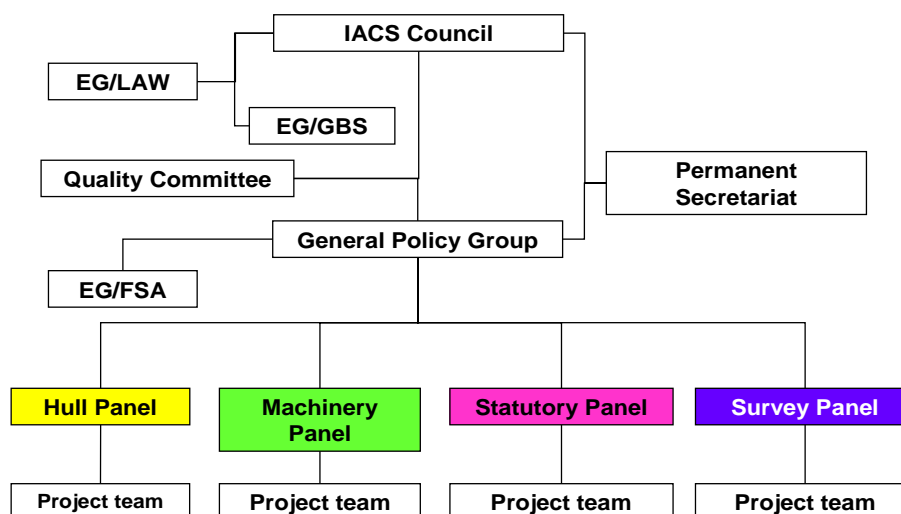 IACS Council
EG/LAW
EG/GBS
Quality Committee
Permanent
Secretariat
General Policy Group
EG/FSA
Hull Panel
Machinery
Panel
Statutory Panel
Survey Panel
Project team
Project team
Project team
Project team